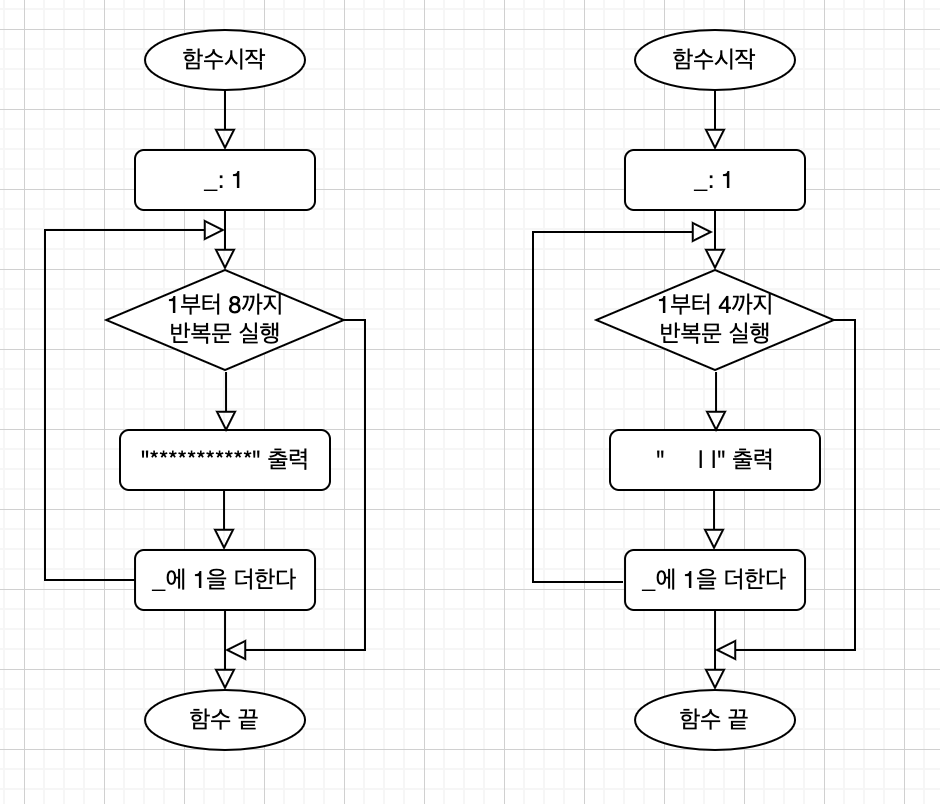 함수시작
_: 1
1부터 8까지
반복문 실행
"***********" 출력
_에 1을 더한다
함수 끝
함수시작
_: 1
1부터 4까지
반복문 실행
"     | |" 출력
_에 1을 더한다
함수 끝